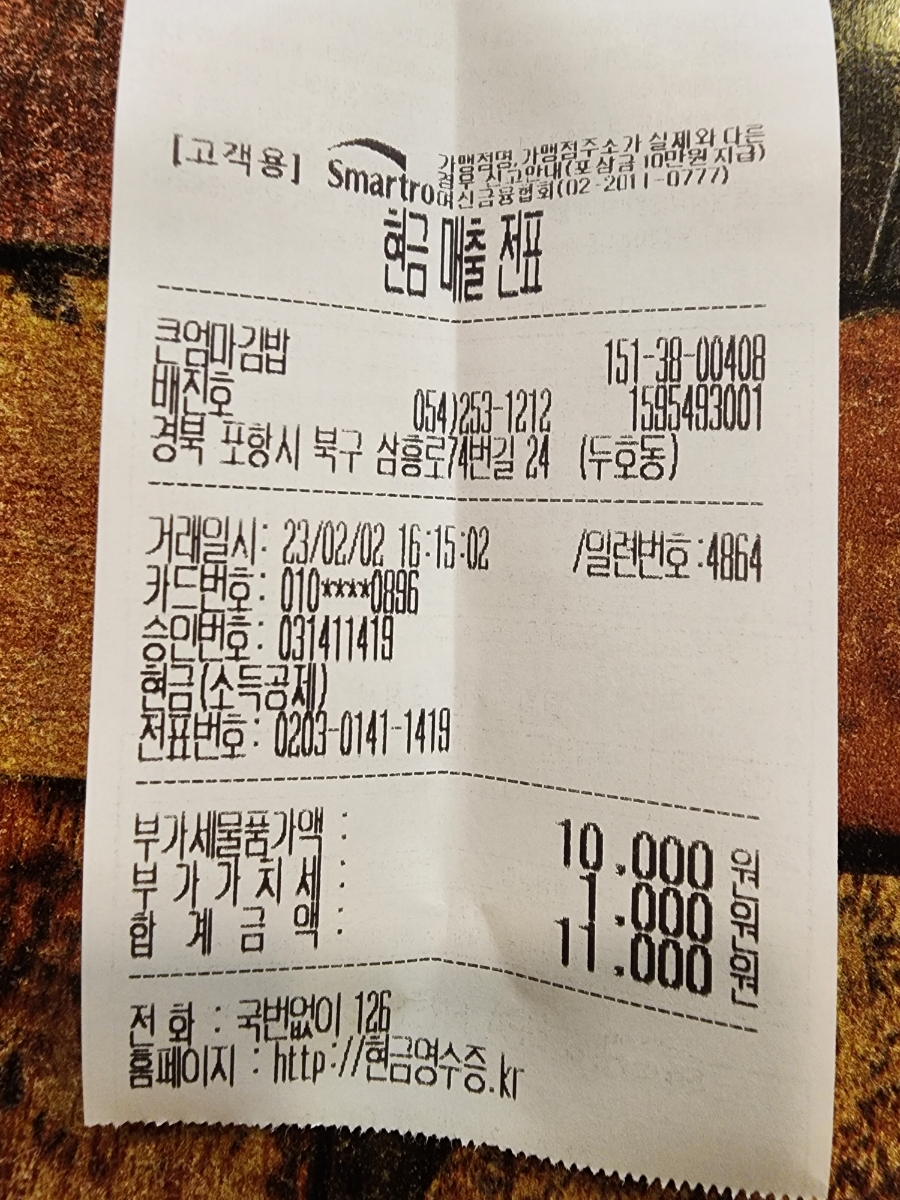 [고객용] Smartro 가맹점명, 가맹점주소가 실제와 다른
경우 신고안내(포상금 10만원 지급)
여신금융협회(02-2011-0777)
현금 매출 전표
큰엄마김밥 151-38-00408
배진호 054)253-1212 1595493001
경북 포항시 북구 삼흥로74번길 24 (두호동)
거래일시: 23/02/02 16:15:02 /일련번호:4864
카드번호: 010****0896
승인번호: 031411419
현금(소득공제)
전표번호: 0203-0141-1419
부가세물품가액 : 10,000 원
부 가 가 치 세 : 1,000 원
합 계 금 액 : 11,000 원
전 화 : 국번없이 126
홈페이지 : http://현금영수증.kr